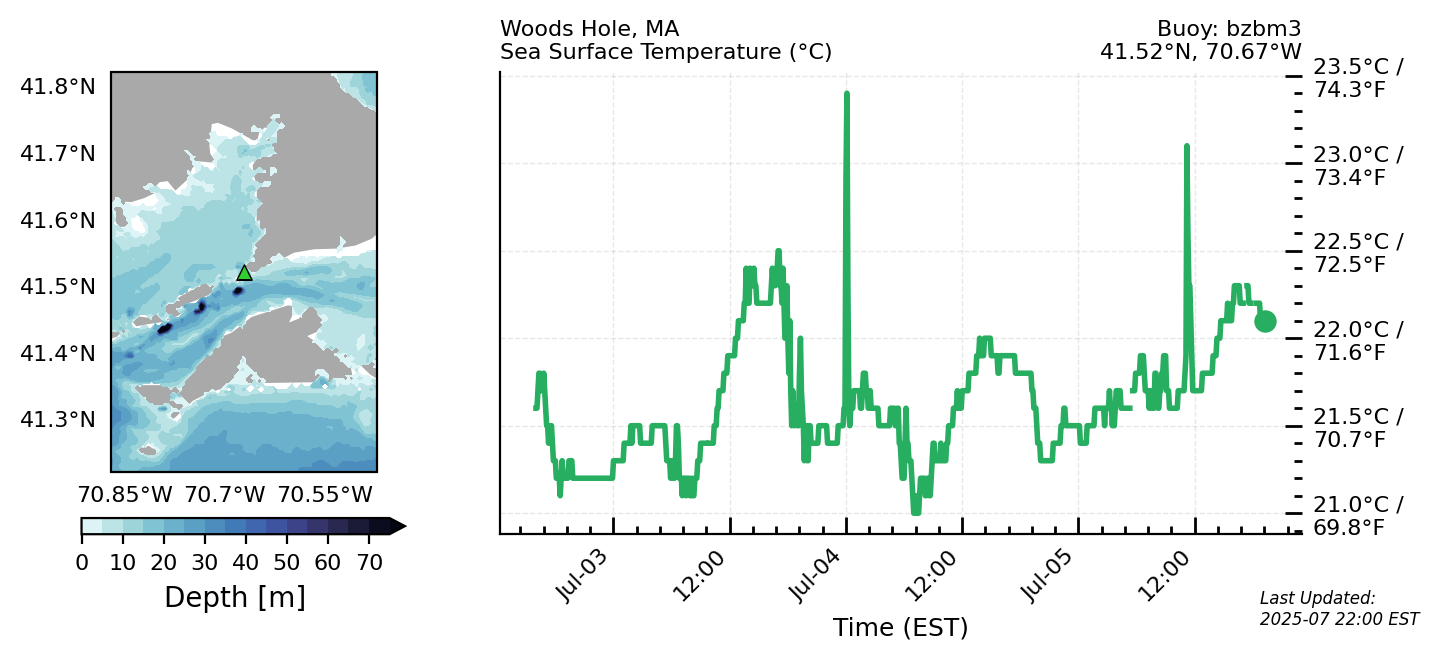 Woods Hole, MA
Sea Surface Temperature (°C)
Buoy: bzbm3
41.52°N, 70.67°W
41.8°N
41.7°N
41.6°N
41.5°N
41.4°N
41.3°N
70.85°W 70.7°W 70.55°W
0 10 20 30 40 50 60 70
Depth [m]
23.5°C /
74.3°F
23.0°C /
73.4°F
22.5°C /
72.5°F
22.0°C /
71.6°F
21.5°C /
70.7°F
21.0°C /
69.8°F
Jul-03 12:00 Jul-04 12:00 Jul-05 12:00
Time (EST)
Last Updated:
2025-07 22:00 EST